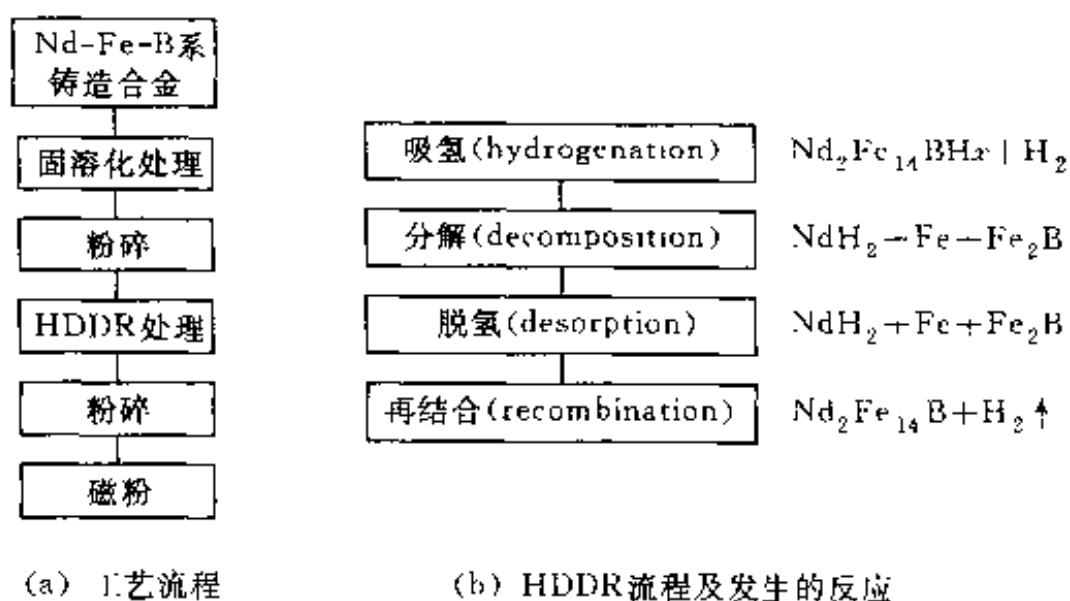 Nd-Fe-B系
铸造合金
固溶化处理
粉碎
HDDR处理
粉碎
磁粉
(a) 工艺流程
吸氢(hydrogenation) Nd₂Fe₁₄BHx+H₂
分解(decomposition) NdH₂-Fe-Fe₂B
脱氢(desorption) NdH₂+Fe+Fe₂B
再结合(recombination) Nd₂Fe₁₄B+H₂↑
(b) HDDR流程及发生的反应